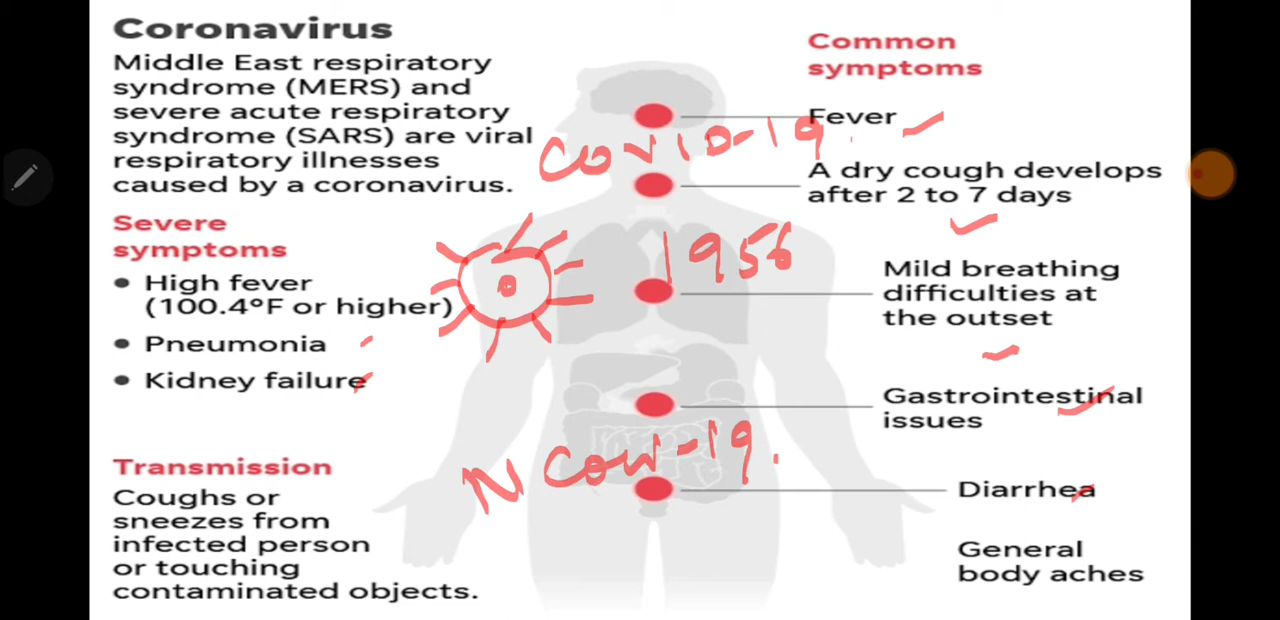 Coronavirus
Middle East respiratory
syndrome (MERS) and
severe acute respiratory
syndrome (SARS) are viral
respiratory illnesses
caused by a coronavirus.
Severe
symptoms
• High fever
(100.4°F or higher)
• Pneumonia
• Kidney failure
Transmission
Coughs or
sneezes from
infected person
or touching
contaminated objects.
COVID-19.
1956
N COW-19.
Common
symptoms
Fever
A dry cough develops
after 2 to 7 days
Mild breathing
difficulties at
the outset
Gastrointestinal
issues
Diarrhea
General
body aches